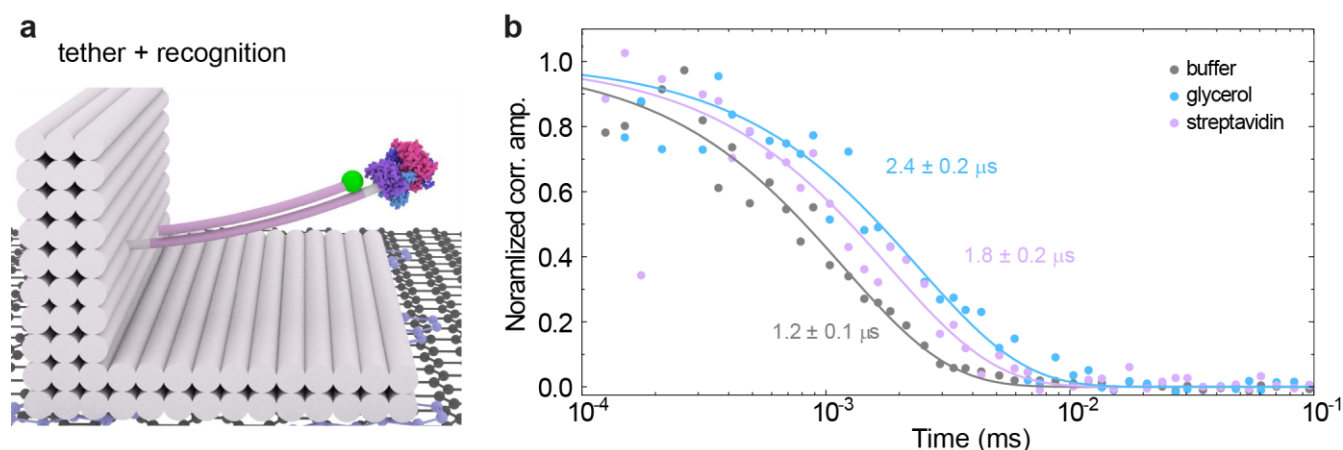 a
tether + recognition
b
Noramlized corr. amp.
1.0
0.8
0.6
0.4
0.2
0.0
buffer
glycerol
streptavidin
2.4 ± 0.2 μs
1.8 ± 0.2 μs
1.2 ± 0.1 μs
10⁻⁴ 10⁻³ 10⁻² 10⁻¹
Time (ms)